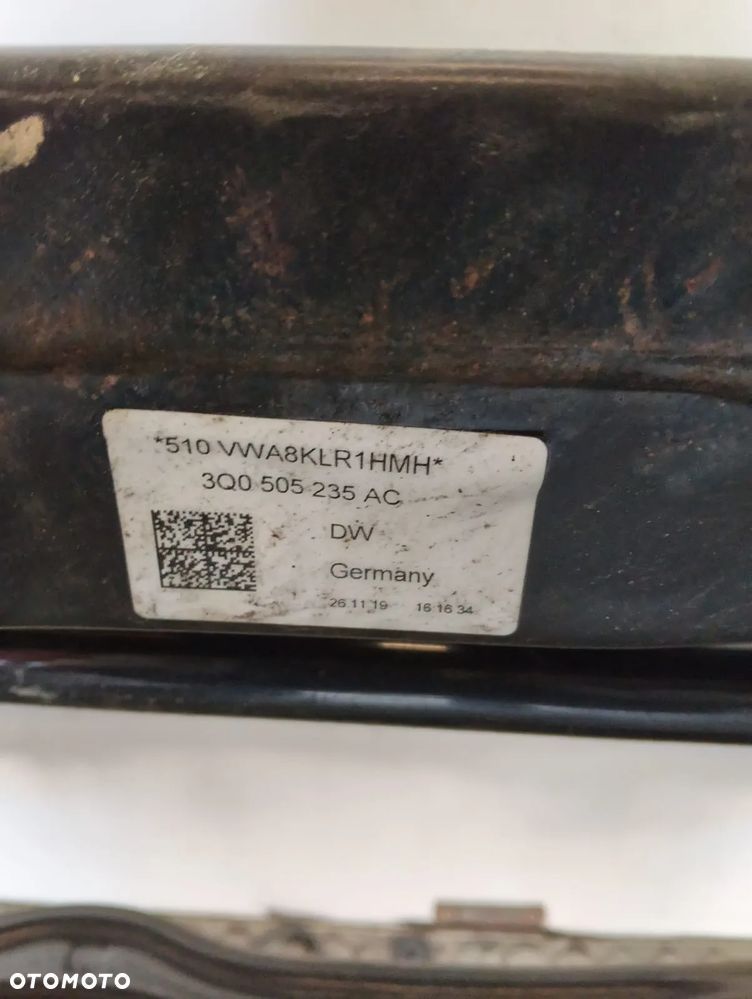 *510 VWA8KLR1HMH*
3Q0 505 235 AC
DW
Germany
26.11.19 16 16 34
OTOMOTO